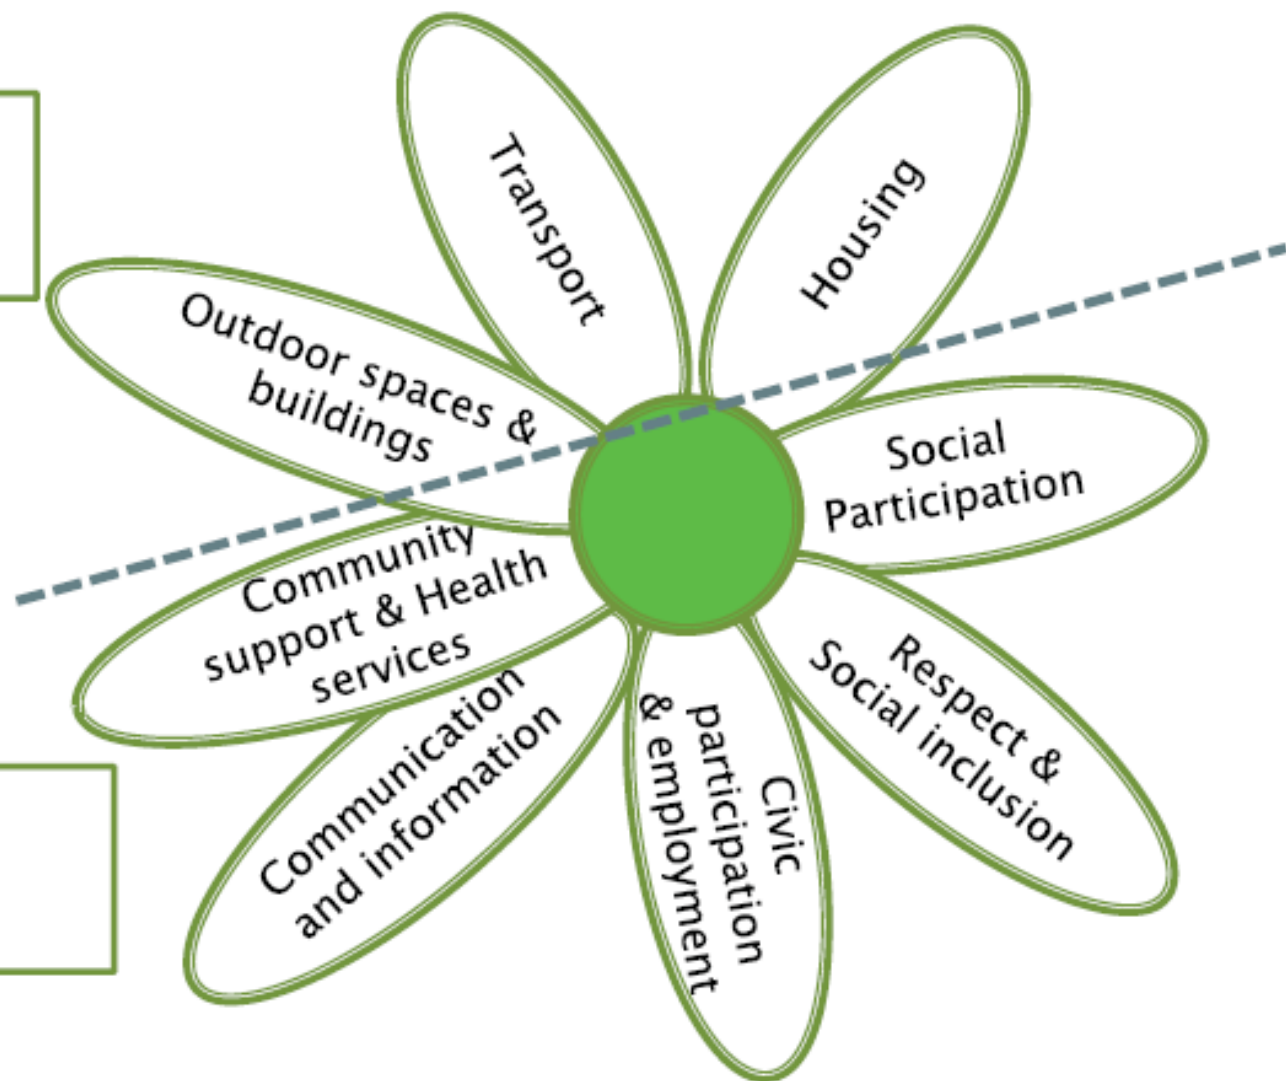 Transport
Housing
Outdoor spaces &
buildings
Social
Participation
Community
support & Health
services
Respect &
Social inclusion
Communication
and information
Civic
participation
& employment